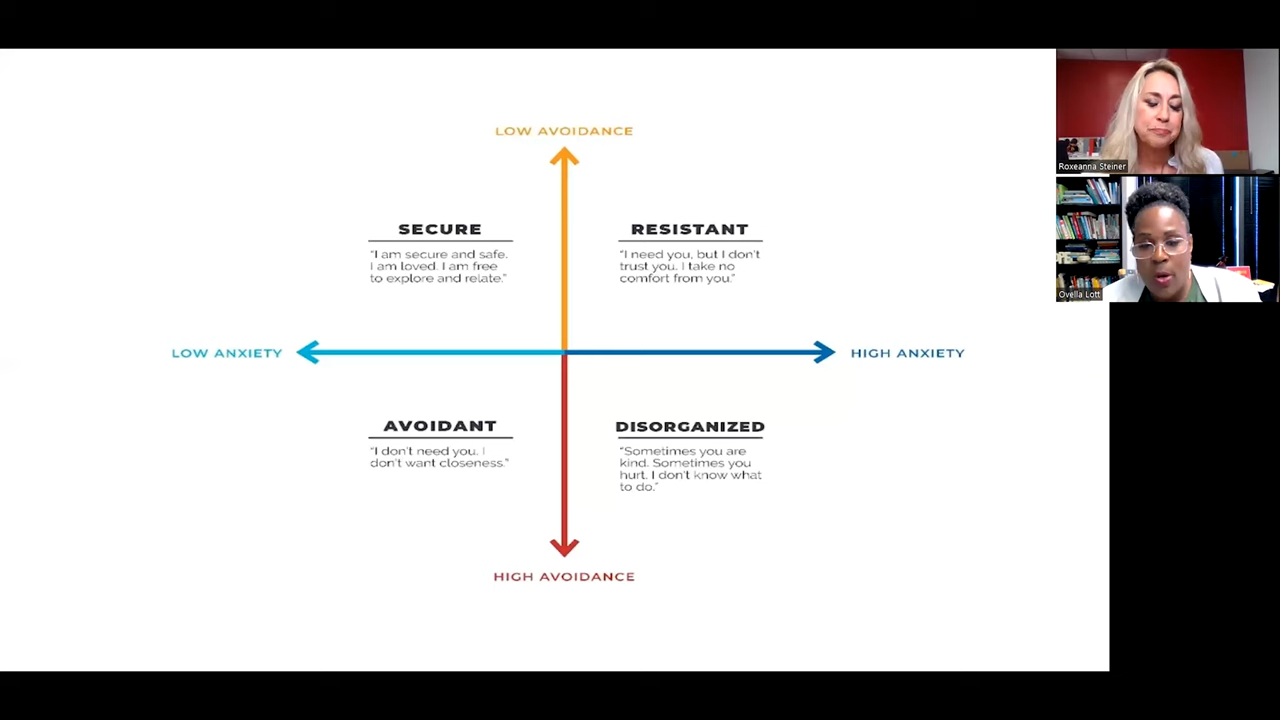 LOW AVOIDANCE
SECURE
"I am secure and safe.
I am loved. I am free
to explore and relate."
RESISTANT
"I need you, but I don't
trust you. I take no
comfort from you."
LOW ANXIETY
HIGH ANXIETY
AVOIDANT
"I don't need you. I
don't want closeness."
DISORGANIZED
"Sometimes you are
kind. Sometimes you
hurt. I don't know what
to do."
HIGH AVOIDANCE
Roxeanna Steiner
Ovella Lott